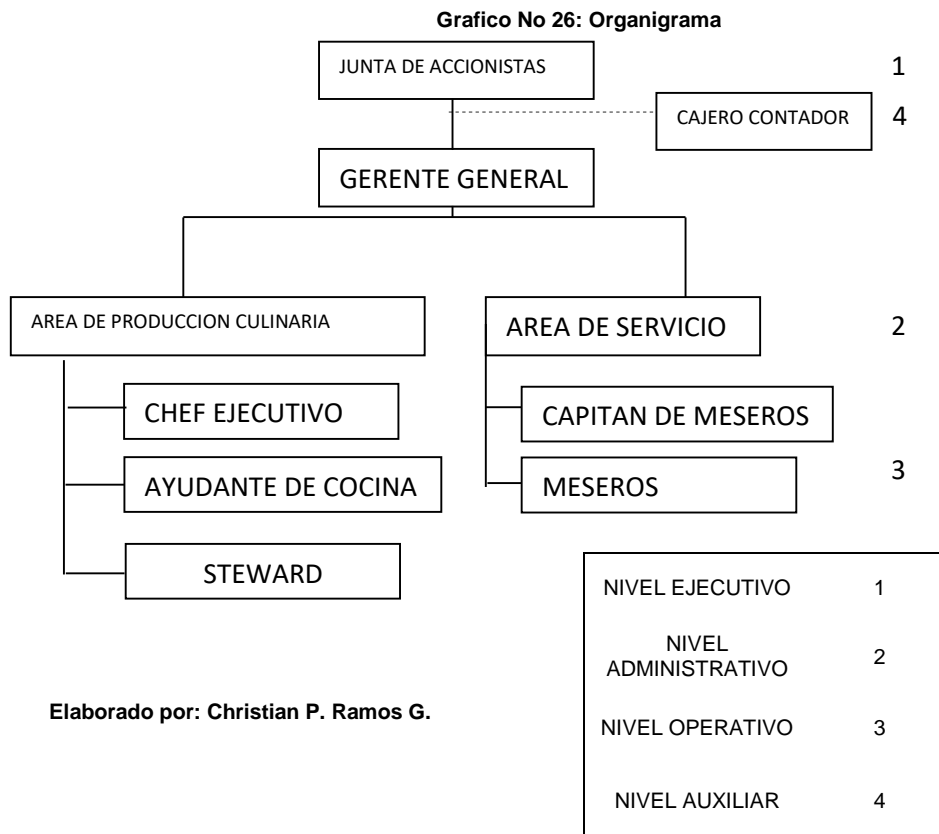 Grafico No 26: Organigrama
JUNTA DE ACCIONISTAS
1
CAJERO CONTADOR
4
GERENTE GENERAL
AREA DE PRODUCCION CULINARIA
AREA DE SERVICIO
2
CHEF EJECUTIVO
CAPITAN DE MESEROS
AYUDANTE DE COCINA
MESEROS
3
STEWARD
NIVEL EJECUTIVO 1
NIVEL
ADMINISTRATIVO 2
NIVEL OPERATIVO 3
NIVEL AUXILIAR 4
Elaborado por: Christian P. Ramos G.